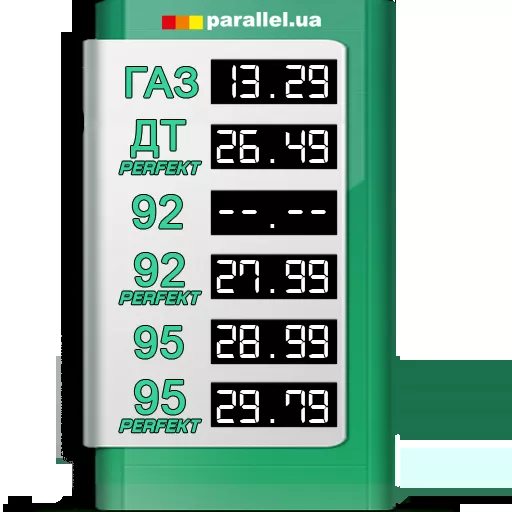 parallel.ua
ГАЗ 13.29
ДТ PERFEKT 26.49
92 --.--
92 PERFEKT 27.99
95 28.99
95 PERFEKT 29.79